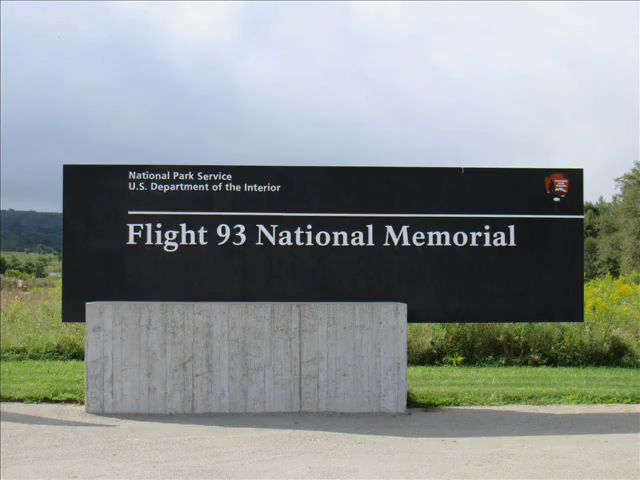 National Park Service
U.S. Department of the Interior
Flight 93 National Memorial